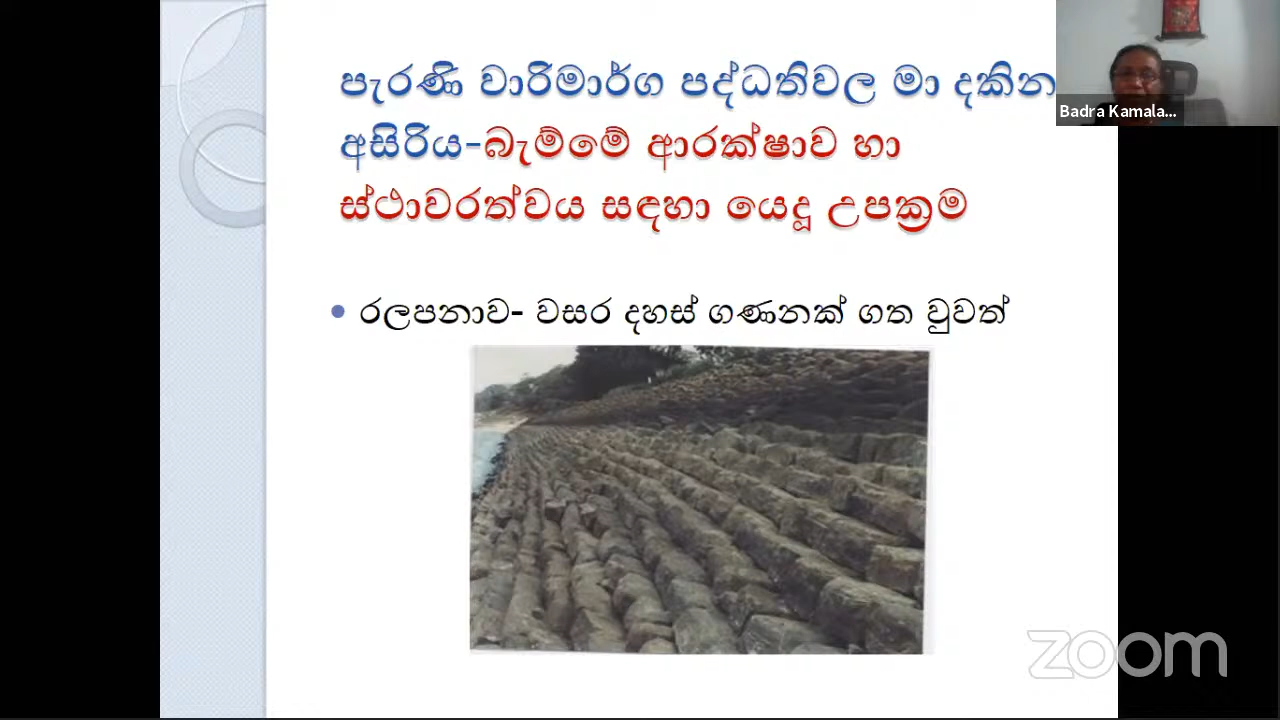 පැරණි වාරිමාර්ග පද්ධතිවල මා දකින
අසිරිය-බැම්මේ ආරක්ෂාව හා
ස්ථාවරත්වය සඳහා යෙදූ උපක්‍රම
Badra Kamala...
රලපනාව- වසර දහස් ගණනක් ගත වුවත්
zoom